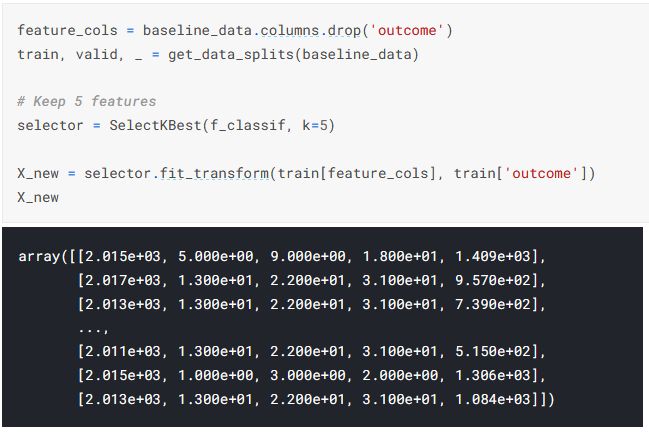 feature_cols = baseline_data.columns.drop('outcome')
train, valid, _ = get_data_splits(baseline_data)
# Keep 5 features
selector = SelectKBest(f_classif, k=5)
X_new = selector.fit_transform(train[feature_cols], train['outcome'])
X_new
array([[2.015e+03, 5.000e+00, 9.000e+00, 1.800e+01, 1.409e+03],
[2.017e+03, 1.300e+01, 2.200e+01, 3.100e+01, 9.570e+02],
[2.013e+03, 1.300e+01, 2.200e+01, 3.100e+01, 7.390e+02],
...,
[2.011e+03, 1.300e+01, 2.200e+01, 3.100e+01, 5.150e+02],
[2.015e+03, 1.000e+00, 3.000e+00, 2.000e+00, 1.306e+03],
[2.013e+03, 1.300e+01, 2.200e+01, 3.100e+01, 1.084e+03]])